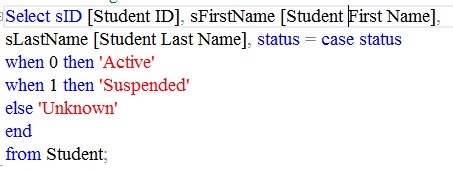 Select sID [Student ID], sFirstName [Student First Name],
sLastName [Student Last Name], status = case status
when 0 then 'Active'
when 1 then 'Suspended'
else 'Unknown'
end
from Student;